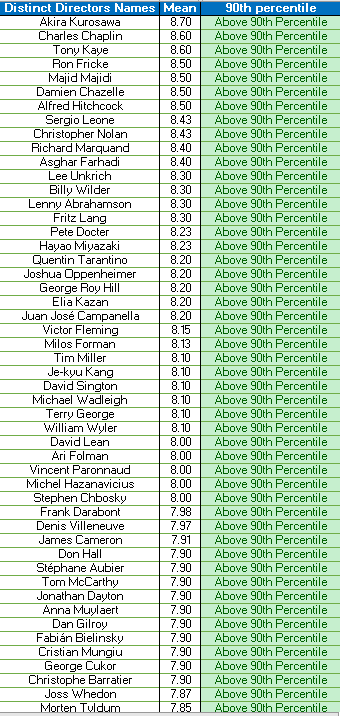 Distinct Directors Names Mean 90th percentile
Akira Kurosawa 8.70 Above 90th Percentile
Charles Chaplin 8.60 Above 90th Percentile
Tony Kaye 8.60 Above 90th Percentile
Ron Fricke 8.50 Above 90th Percentile
Majid Majidi 8.50 Above 90th Percentile
Damien Chazelle 8.50 Above 90th Percentile
Alfred Hitchcock 8.50 Above 90th Percentile
Sergio Leone 8.43 Above 90th Percentile
Christopher Nolan 8.43 Above 90th Percentile
Richard Marquand 8.40 Above 90th Percentile
Asghar Farhadi 8.40 Above 90th Percentile
Lee Unkrich 8.30 Above 90th Percentile
Billy Wilder 8.30 Above 90th Percentile
Lenny Abrahamson 8.30 Above 90th Percentile
Fritz Lang 8.30 Above 90th Percentile
Pete Docter 8.23 Above 90th Percentile
Hayao Miyazaki 8.23 Above 90th Percentile
Quentin Tarantino 8.20 Above 90th Percentile
Joshua Oppenheimer 8.20 Above 90th Percentile
George Roy Hill 8.20 Above 90th Percentile
Elia Kazan 8.20 Above 90th Percentile
Juan José Campanella 8.20 Above 90th Percentile
Victor Fleming 8.15 Above 90th Percentile
Milos Forman 8.13 Above 90th Percentile
Tim Miller 8.10 Above 90th Percentile
Je-kyu Kang 8.10 Above 90th Percentile
David Sington 8.10 Above 90th Percentile
Michael Wadleigh 8.10 Above 90th Percentile
Terry George 8.10 Above 90th Percentile
William Wyler 8.10 Above 90th Percentile
David Lean 8.00 Above 90th Percentile
Ari Folman 8.00 Above 90th Percentile
Vincent Paronnaud 8.00 Above 90th Percentile
Michel Hazanavicius 8.00 Above 90th Percentile
Stephen Chbosky 8.00 Above 90th Percentile
Frank Darabont 7.98 Above 90th Percentile
Denis Villeneuve 7.97 Above 90th Percentile
James Cameron 7.91 Above 90th Percentile
Don Hall 7.90 Above 90th Percentile
Stéphane Aubier 7.90 Above 90th Percentile
Tom McCarthy 7.90 Above 90th Percentile
Jonathan Dayton 7.90 Above 90th Percentile
Anna Muylaert 7.90 Above 90th Percentile
Dan Gilroy 7.90 Above 90th Percentile
Fabián Bielinsky 7.90 Above 90th Percentile
Cristian Mungiu 7.90 Above 90th Percentile
George Cukor 7.90 Above 90th Percentile
Christophe Barratier 7.90 Above 90th Percentile
Joss Whedon 7.87 Above 90th Percentile
Morten Tyldum 7.85 Above 90th Percentile